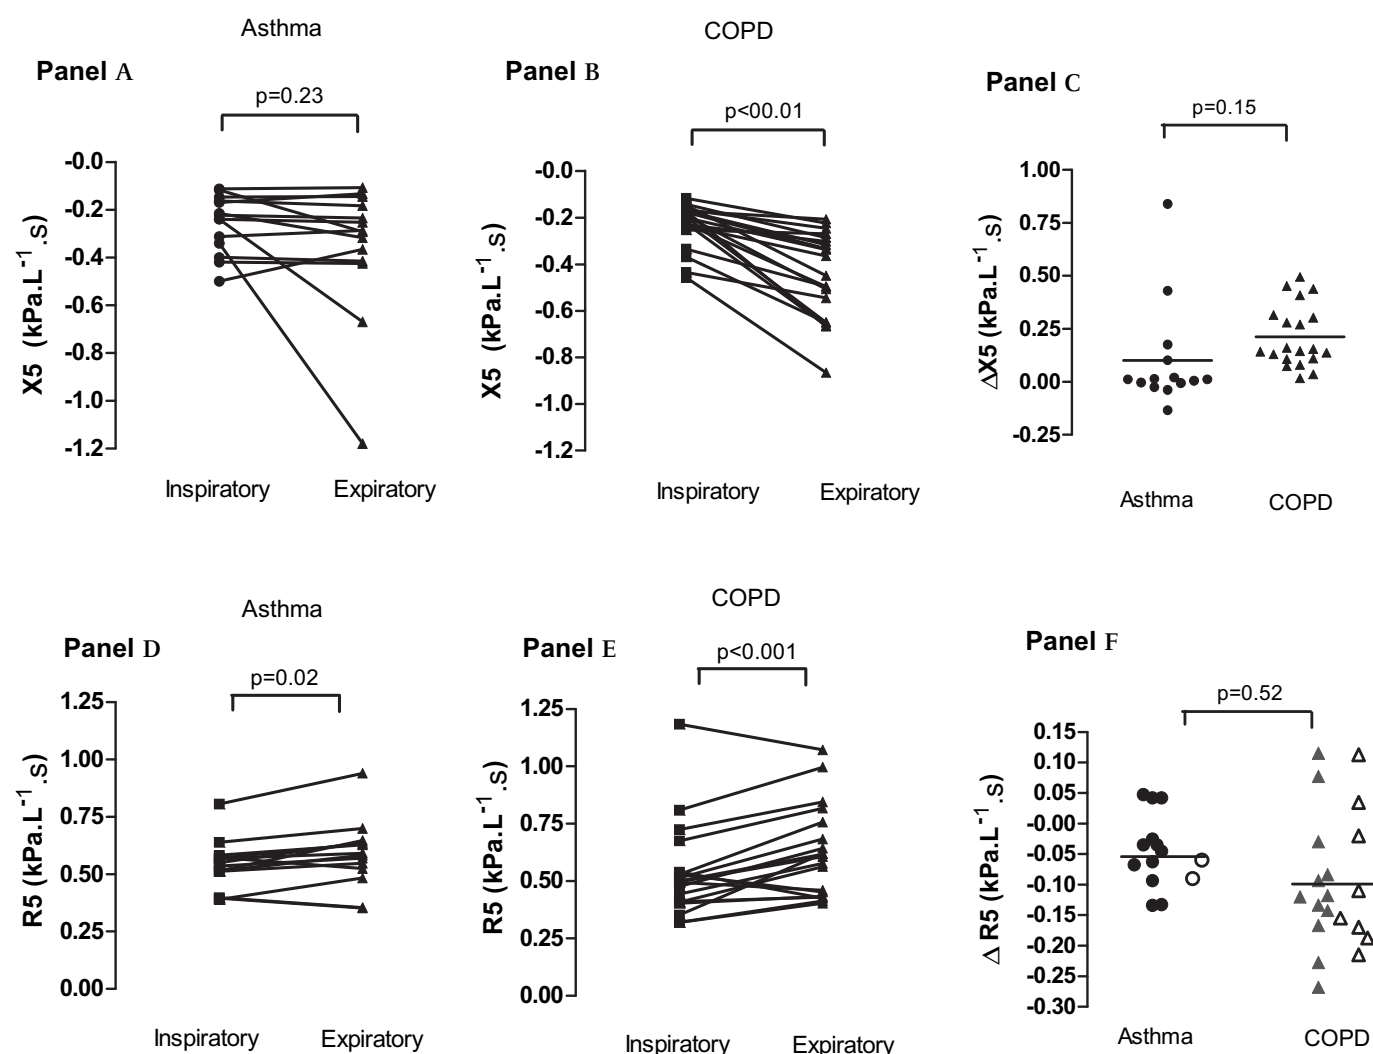 Asthma
Panel A
p=0.23
-0.0
-0.2
-0.4
-0.6
-0.8
-1.0
-1.2
X5 (kPa.L⁻¹.s)
Inspiratory
Expiratory
COPD
Panel B
p<00.01
-0.0
-0.2
-0.4
-0.6
-0.8
-1.0
-1.2
X5 (kPa.L⁻¹.s)
Inspiratory
Expiratory
Panel C
p=0.15
1.00
0.75
0.50
0.25
0.00
-0.25
ΔX5 (kPa.L⁻¹.s)
Asthma
COPD
Asthma
Panel D
p=0.02
1.25
1.00
0.75
0.50
0.25
0.00
R5 (kPa.L⁻¹.s)
Inspiratory
Expiratory
COPD
Panel E
p<0.001
1.25
1.00
0.75
0.50
0.25
0.00
R5 (kPa.L⁻¹.s)
Inspiratory
Expiratory
Panel F
p=0.52
0.15
0.10
0.05
-0.00
-0.05
-0.10
-0.15
-0.20
-0.25
-0.30
Δ R5 (kPa.L⁻¹.s)
Asthma
COPD